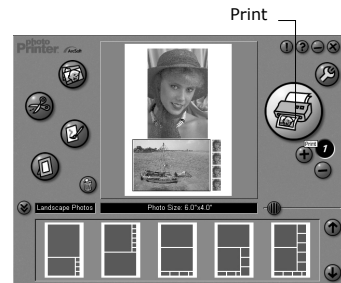 Print
photo
Printer
ArcSoft
! ? – ×
Print
1
Landscape Photos
Photo Size: 6.0"x4.0"